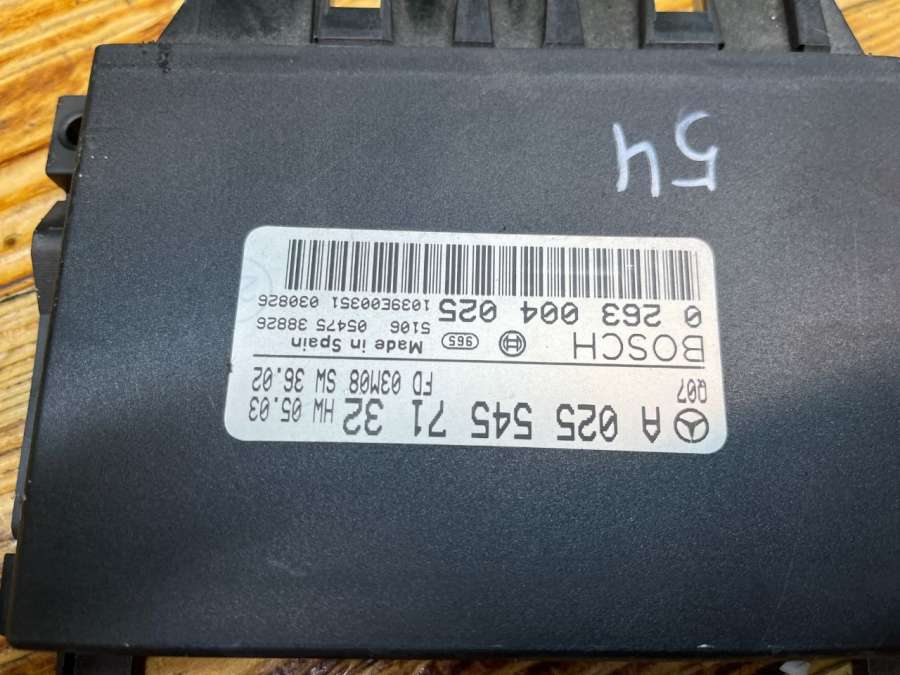 A 025 545 71 32 HW 05.03
Q07 FD 03M08 SW 36.02
BOSCH 965 Made in Spain
5106 05475 38826
0 263 004 025 1039E00351 030826
54